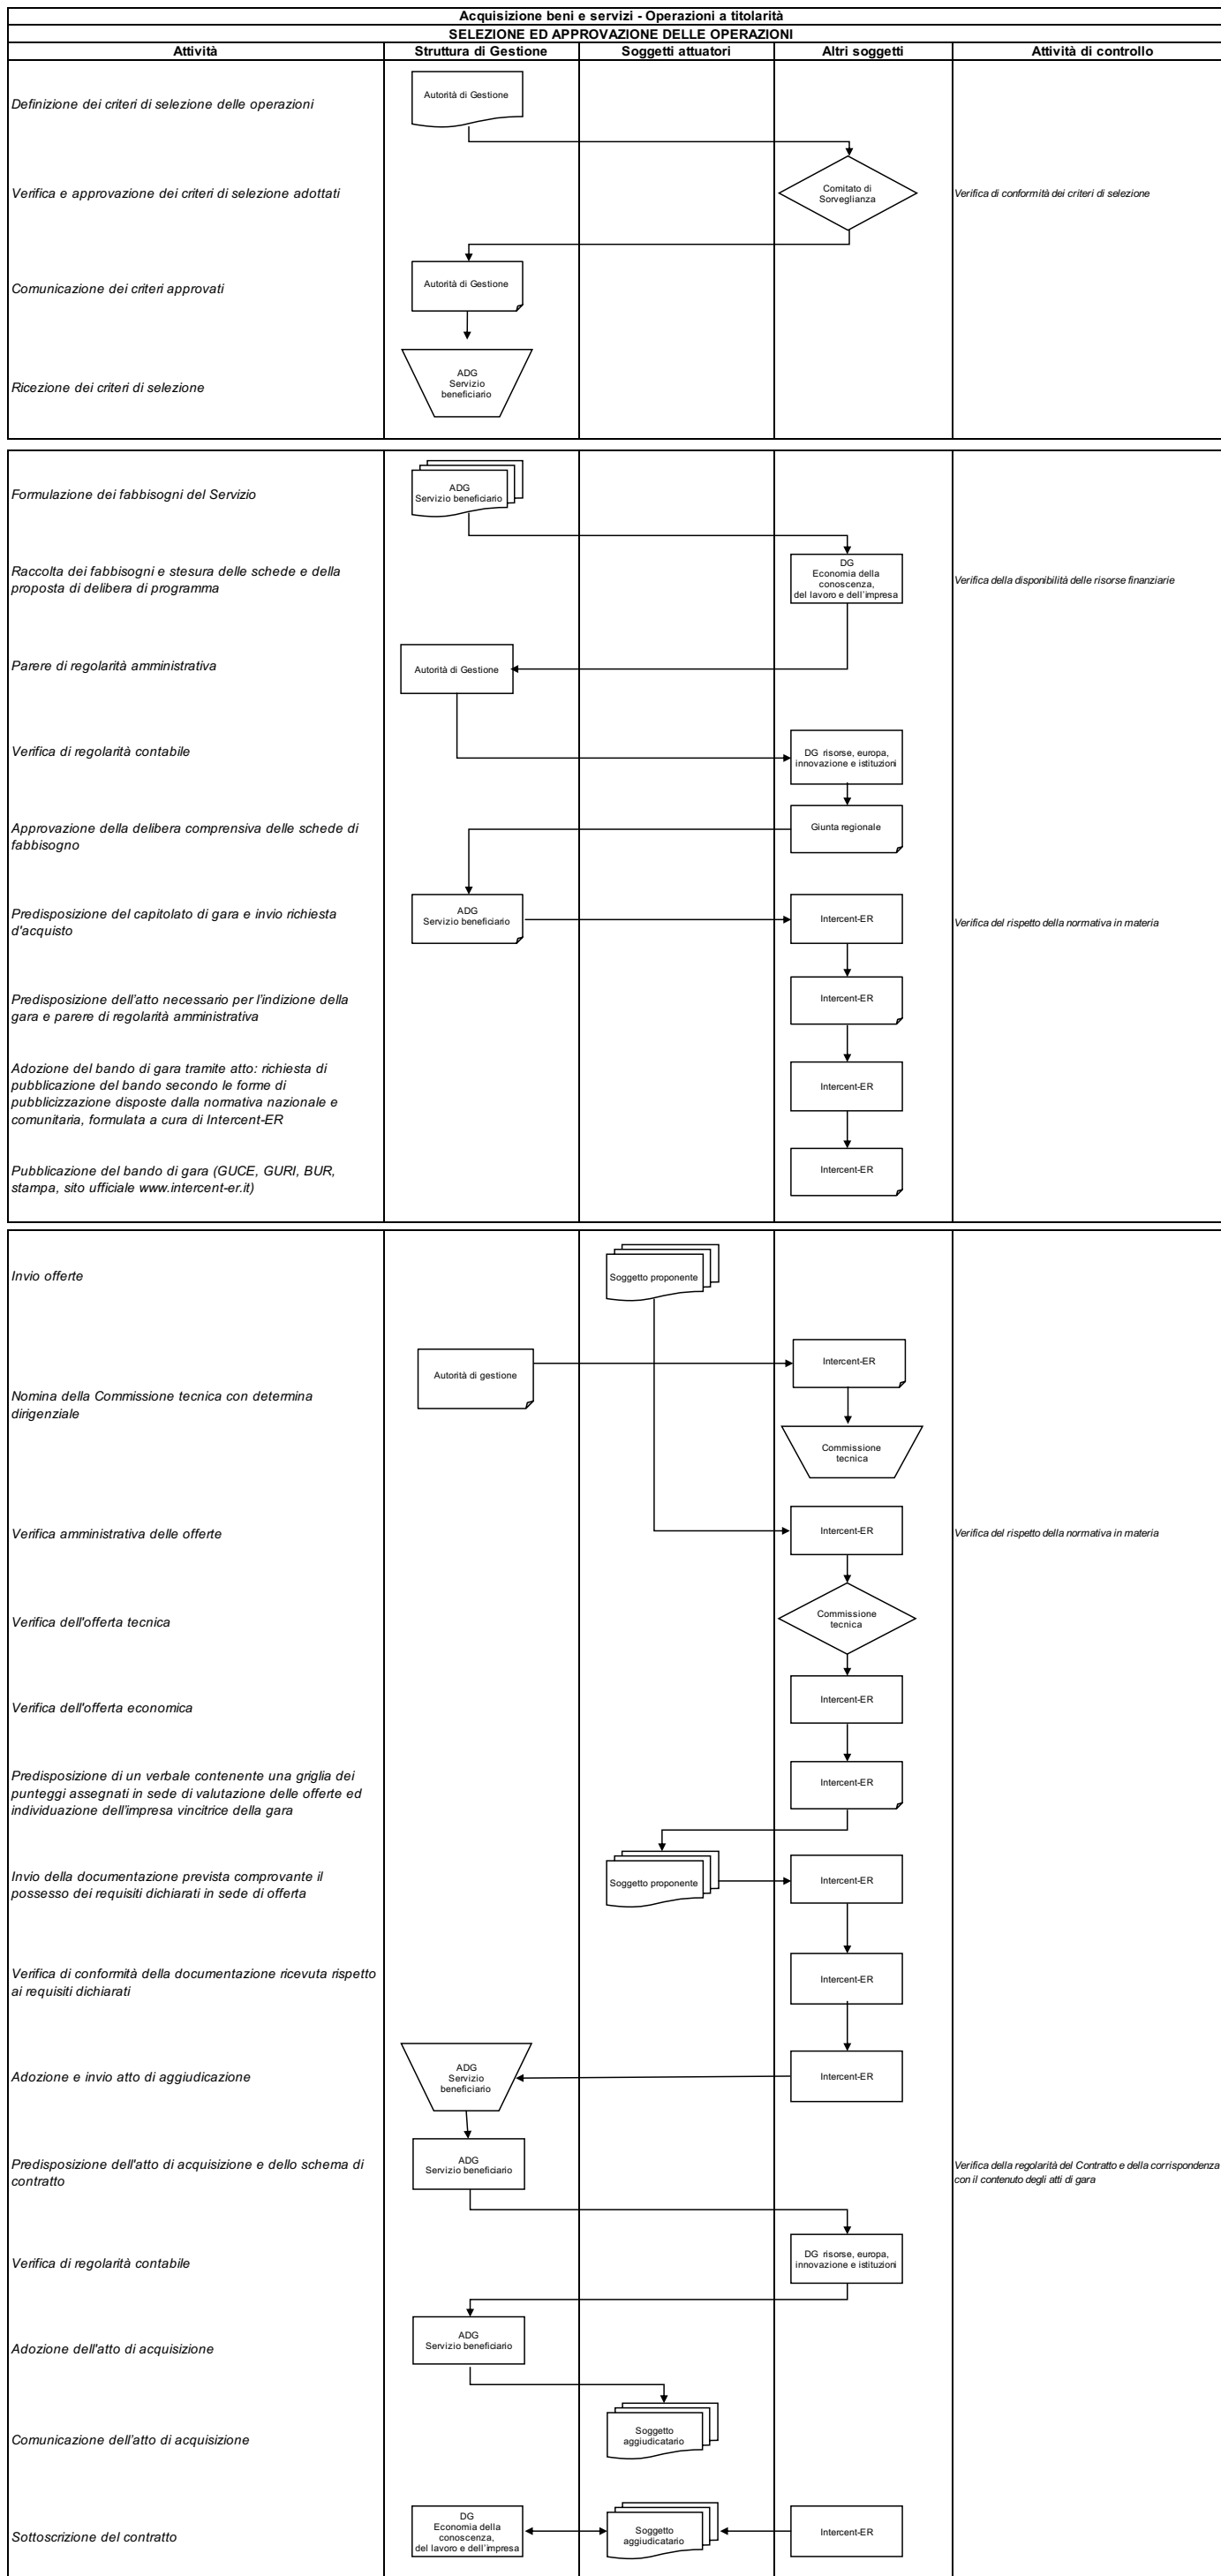 Acquisizione beni e servizi - Operazioni a titolarità
SELEZIONE ED APPROVAZIONE DELLE OPERAZIONI
Attività
Struttura di Gestione
Soggetti attuatori
Altri soggetti
Attività di controllo
Definizione dei criteri di selezione delle operazioni
Autorità di Gestione
Verifica e approvazione dei criteri di selezione adottati
Comitato di
Sorveglianza
Verifica di conformità dei criteri di selezione
Comunicazione dei criteri approvati
Autorità di Gestione
Ricezione dei criteri di selezione
ADG
Servizio
beneficiario
Formulazione dei fabbisogni del Servizio
ADG
Servizio beneficiario
Raccolta dei fabbisogni e stesura delle schede e della
proposta di delibera di programma
DG
Economia della
conoscenza,
del lavoro e dell'impresa
Verifica della disponibilità delle risorse finanziarie
Parere di regolarità amministrativa
Autorità di Gestione
Verifica di regolarità contabile
DG risorse, europa,
innovazione e istituzioni
Approvazione della delibera comprensiva delle schede di
fabbisogno
Giunta regionale
Predisposizione del capitolato di gara e invio richiesta
d'acquisto
ADG
Servizio beneficiario
Intercent-ER
Verifica del rispetto della normativa in materia
Predisposizione dell'atto necessario per l'indizione della
gara e parere di regolarità amministrativa
Intercent-ER
Adozione del bando di gara tramite atto: richiesta di
pubblicazione del bando secondo le forme di
pubblicizzazione disposte dalla normativa nazionale e
comunitaria, formulata a cura di Intercent-ER
Intercent-ER
Pubblicazione del bando di gara (GUCE, GURI, BUR,
stampa, sito ufficiale www.intercent-er.it)
Intercent-ER
Invio offerte
Soggetto proponente
Nomina della Commissione tecnica con determina
dirigenziale
Autorità di gestione
Intercent-ER
Commissione
tecnica
Verifica amministrativa delle offerte
Intercent-ER
Verifica del rispetto della normativa in materia
Verifica dell'offerta tecnica
Commissione
tecnica
Verifica dell'offerta economica
Intercent-ER
Predisposizione di un verbale contenente una griglia dei
punteggi assegnati in sede di valutazione delle offerte ed
individuazione dell'impresa vincitrice della gara
Intercent-ER
Invio della documentazione prevista comprovante il
possesso dei requisiti dichiarati in sede di offerta
Soggetto proponente
Intercent-ER
Verifica di conformità della documentazione ricevuta rispetto
ai requisiti dichiarati
Intercent-ER
Adozione e invio atto di aggiudicazione
ADG
Servizio
beneficiario
Intercent-ER
Predisposizione dell'atto di acquisizione e dello schema di
contratto
ADG
Servizio beneficiario
Verifica della regolarità del Contratto e della corrispondenza
con il contenuto degli atti di gara
Verifica di regolarità contabile
DG risorse, europa,
innovazione e istituzioni
Adozione dell'atto di acquisizione
ADG
Servizio beneficiario
Comunicazione dell'atto di acquisizione
Soggetto
aggiudicatario
Sottoscrizione del contratto
DG
Economia della
conoscenza,
del lavoro e dell'impresa
Soggetto
aggiudicatario
Intercent-ER